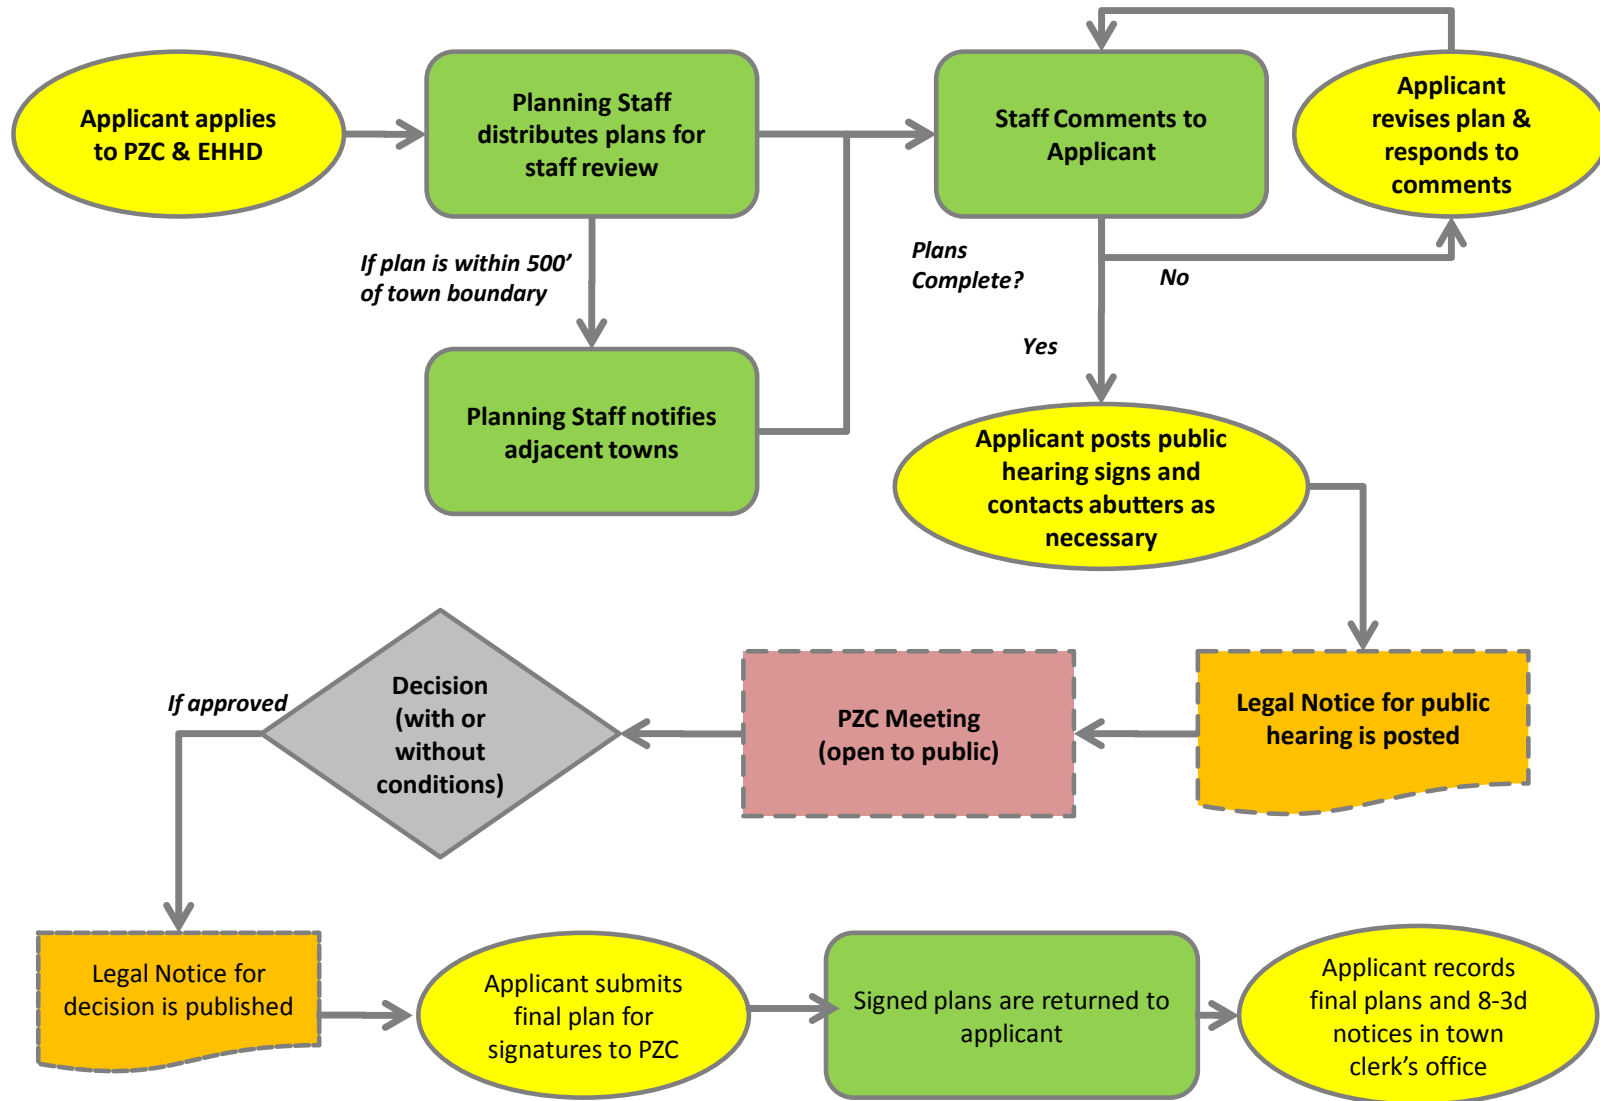 Applicant applies
to PZC & EHHD
Planning Staff
distributes plans for
staff review
Staff Comments to
Applicant
Applicant
revises plan &
responds to
comments
If plan is within 500’
of town boundary
Plans
Complete?
No
Yes
Planning Staff notifies
adjacent towns
Applicant posts public
hearing signs and
contacts abutters as
necessary
Legal Notice for public
hearing is posted
PZC Meeting
(open to public)
Decision
(with or
without
conditions)
If approved
Legal Notice for
decision is published
Applicant submits
final plan for
signatures to PZC
Signed plans are returned to
applicant
Applicant records
final plans and 8-3d
notices in town
clerk’s office